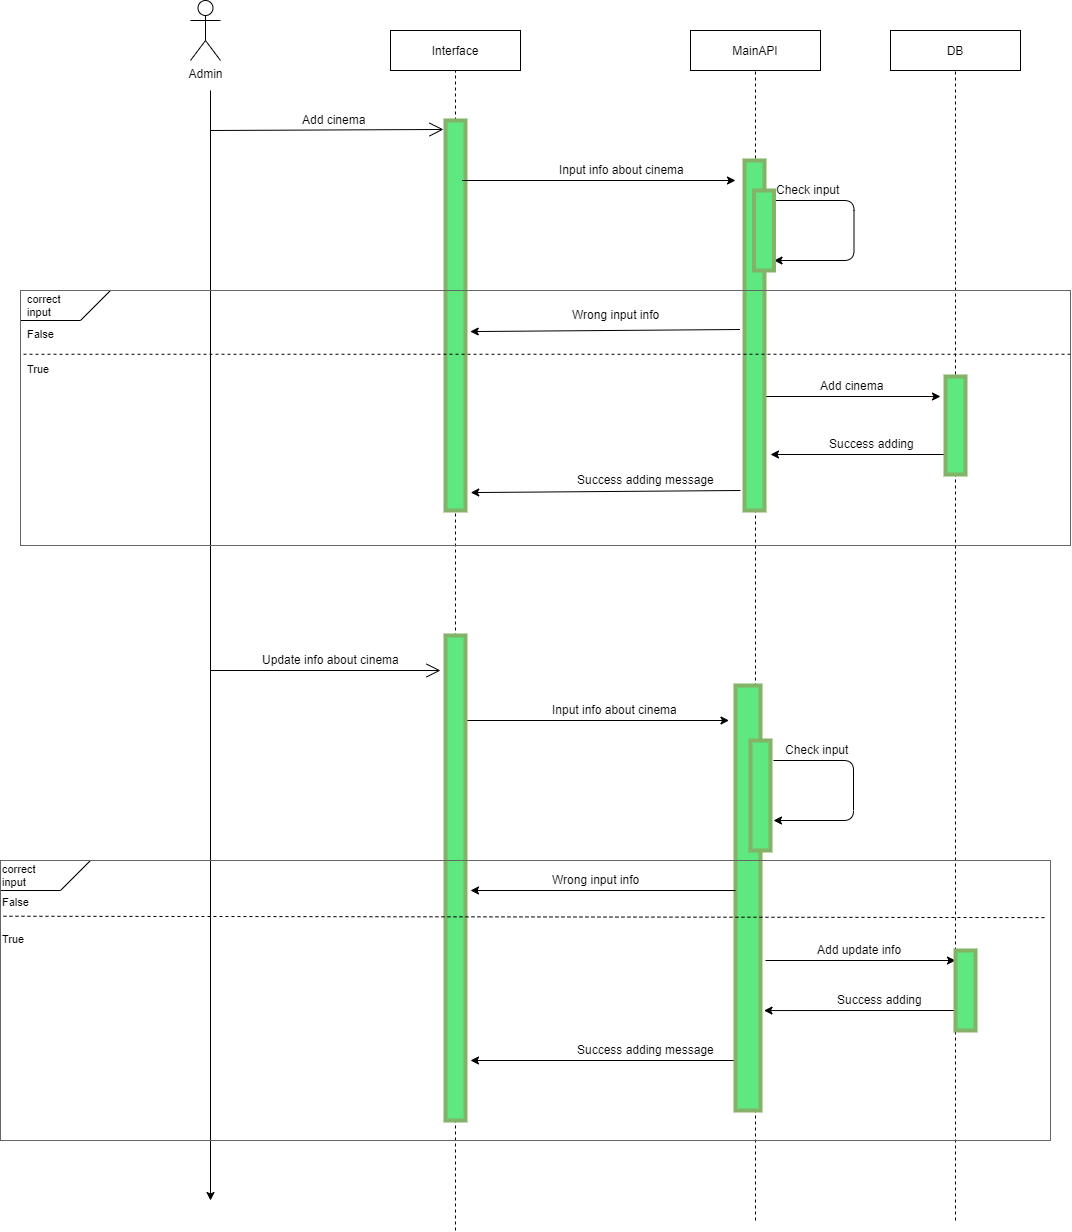 Admin
Interface
MainAPI
DB
Add cinema
Input info about cinema
Check input
correct
input
Wrong input info
False
True
Add cinema
Success adding
Success adding message
Update info about cinema
Input info about cinema
Check input
correct
input
Wrong input info
False
True
Add update info
Success adding
Success adding message